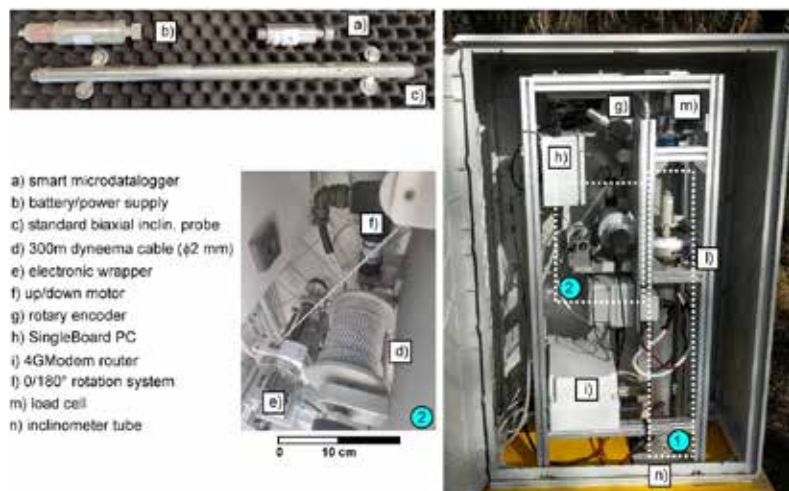 b)
a)
c)
a) smart microdatalogger
b) battery/power supply
c) standard biaxial inclin. probe
d) 300m dyneema cable (ϕ2 mm)
e) electronic wrapper
f) up/down motor
g) rotary encoder
h) SingleBoard PC
i) 4GModem router
l) 0/180° rotation system
m) load cell
n) inclinometer tube
f)
d)
e)
2
0 10 cm
g)
m)
h)
l)
2
i)
1
n)